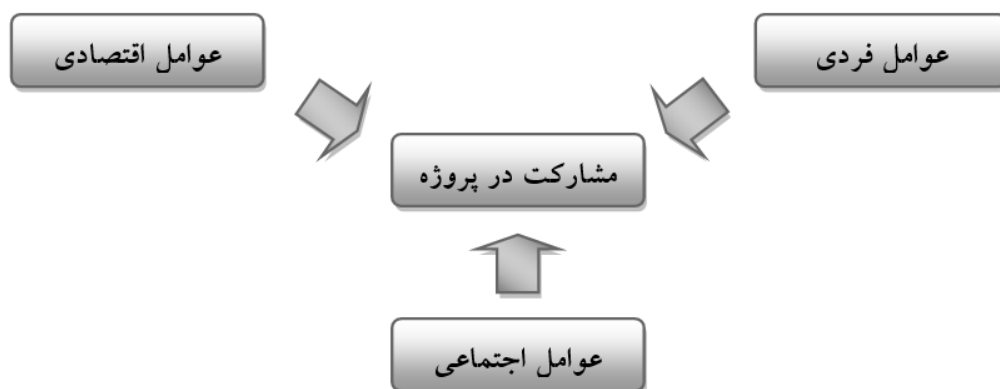 عوامل فردی
عوامل اقتصادی
مشارکت در پروژه
عوامل اجتماعی